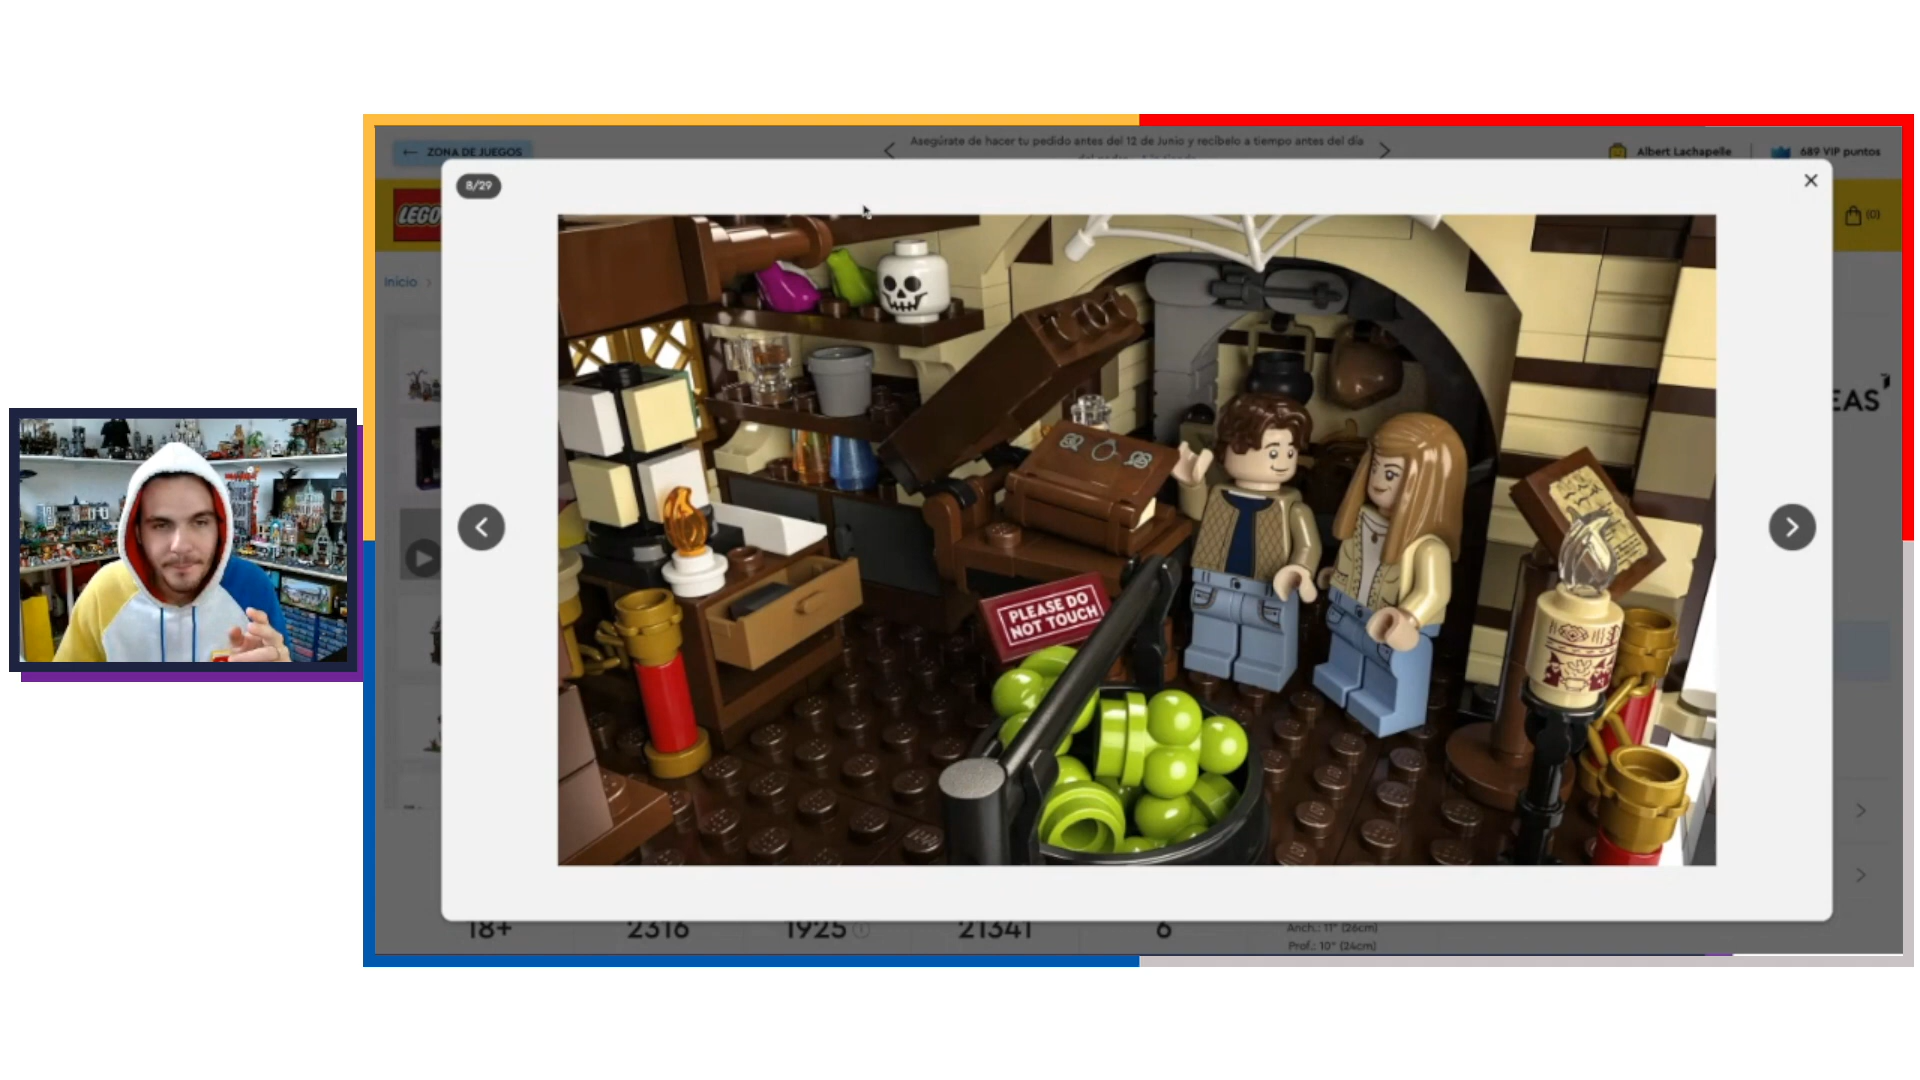 ← ZONA DE JUEGOS
Asegúrate de hacer tu pedido antes del 12 de Junio y recíbelo a tiempo antes del día
Albert Lachapelle
689 VIP puntos
8/29
LEGO
(0)
Inicio
EAS
PLEASE DO
NOT TOUCH
18+
2316
1925
21341
6
Anch.: 11" (26cm)
Prof.: 10" (24cm)